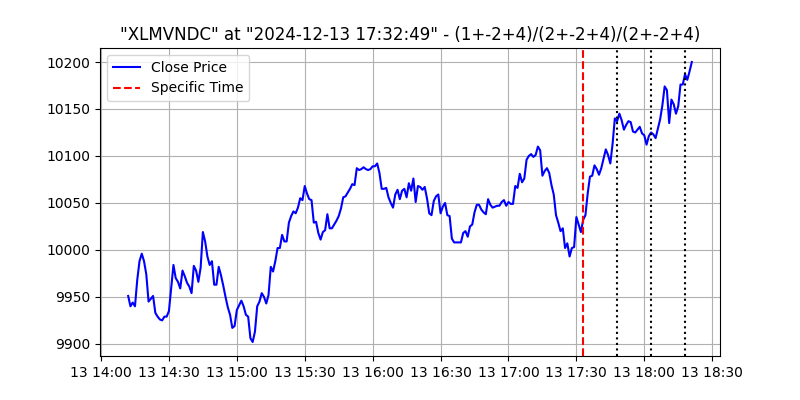 "XLMVNDC" at "2024-12-13 17:32:49" - (1+-2+4)/(2+-2+4)/(2+-2+4)
Close Price
Specific Time
10200
10150
10100
10050
10000
9950
9900
13 14:00 13 14:30 13 15:00 13 15:30 13 16:00 13 16:30 13 17:00 13 17:30 13 18:00 13 18:30